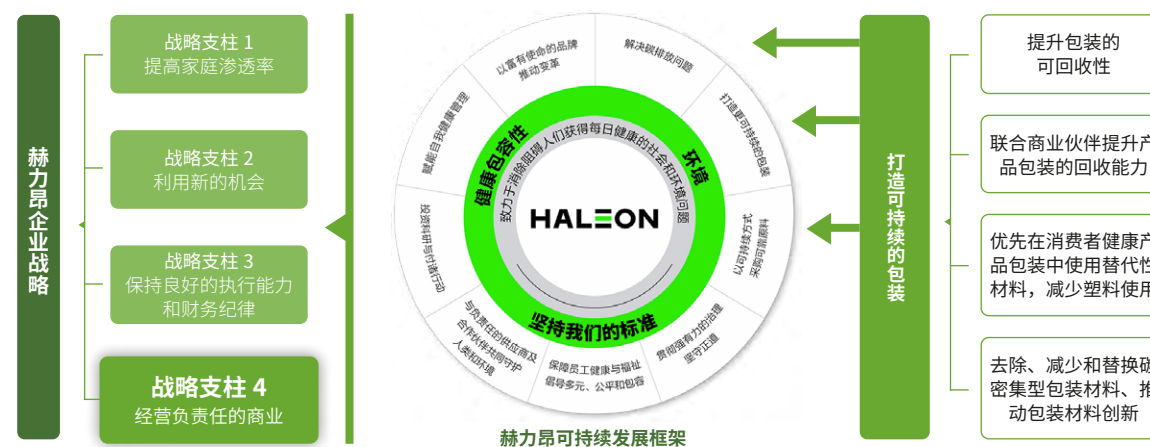 赫力昂企业战略
战略支柱 1
提高家庭渗透率
战略支柱 2
利用新的机会
战略支柱 3
保持良好的执行能力
和财务纪律
战略支柱 4
经营负责任的商业
以富有使命的品牌
推动变革
解决碳排放问题
打造更可持续的包装
以可持续方式
采购可靠原料
贯彻强有力的治理
坚守正道
保障员工健康与福祉
倡导多元、公平和包容
与负责任的供应商及
合作伙伴共同守护
人类和环境
投资科研与付诸行动
赋能自我健康管理
健康包容性
环境
坚持我们的标准
致力于消除阻碍人们获得每日健康的社会和环境问题
HALEON
赫力昂可持续发展框架
打造可持续的包装
提升包装的
可回收性
联合商业伙伴提升产
品包装的回收能力
优先在消费者健康产
品包装中使用替代性
材料，减少塑料使用
去除、减少和替换碳
密集型包装材料、推
动包装材料创新